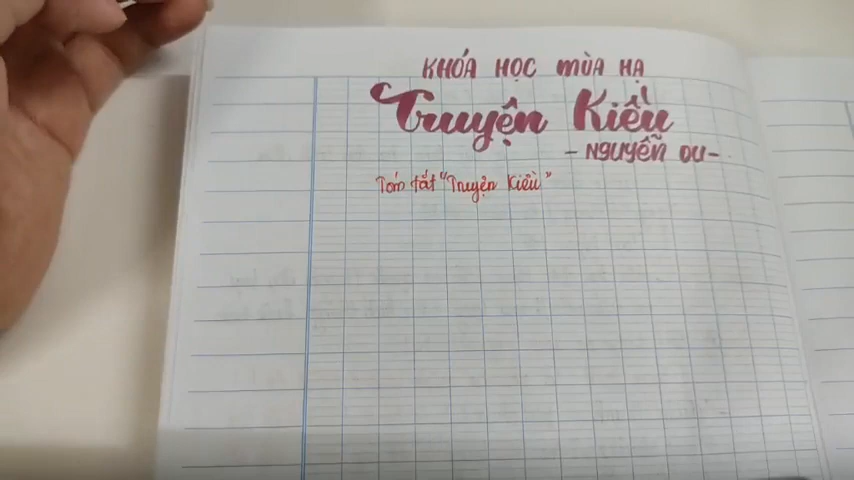 KHÓA HỌC MÙA HẠ
Truyện Kiều
- NGUYỄN DU -
Tóm tắt "Truyện Kiều"